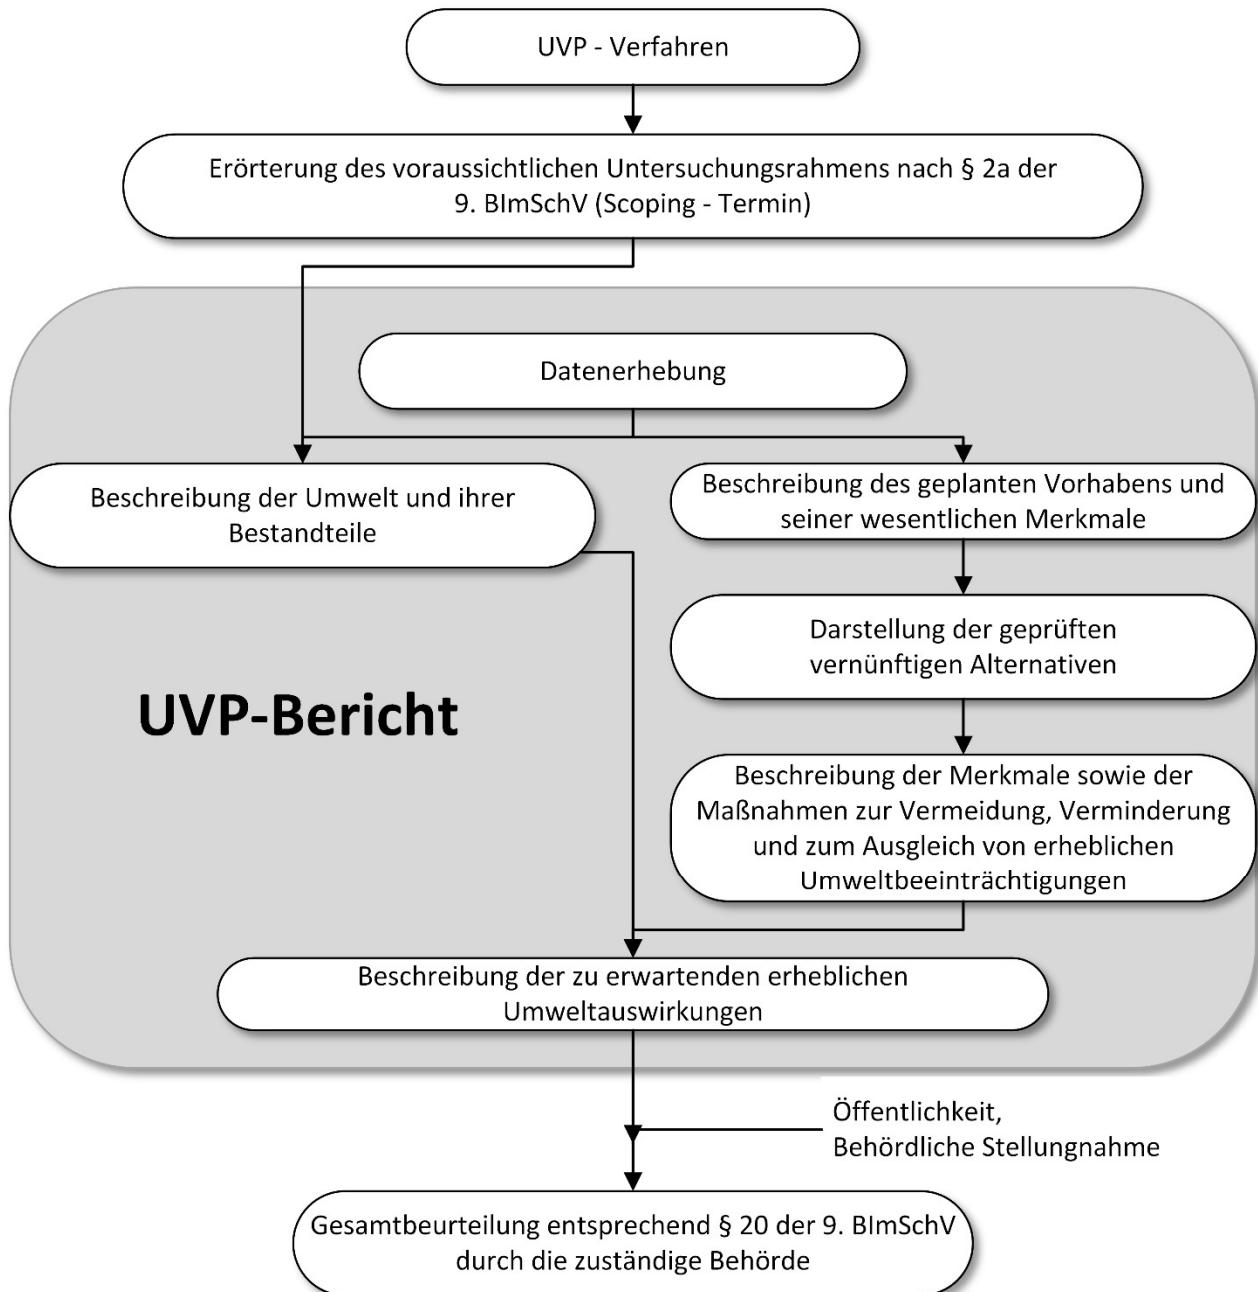 UVP - Verfahren
Erörterung des voraussichtlichen Untersuchungsrahmens nach § 2a der
9. BImSchV (Scoping - Termin)
Datenerhebung
Beschreibung der Umwelt und ihrer
Bestandteile
Beschreibung des geplanten Vorhabens und
seiner wesentlichen Merkmale
Darstellung der geprüften
vernünftigen Alternativen
UVP-Bericht
Beschreibung der Merkmale sowie der
Maßnahmen zur Vermeidung, Verminderung
und zum Ausgleich von erheblichen
Umweltbeeinträchtigungen
Beschreibung der zu erwartenden erheblichen
Umweltauswirkungen
Öffentlichkeit,
Behördliche Stellungnahme
Gesamtbeurteilung entsprechend § 20 der 9. BImSchV
durch die zuständige Behörde